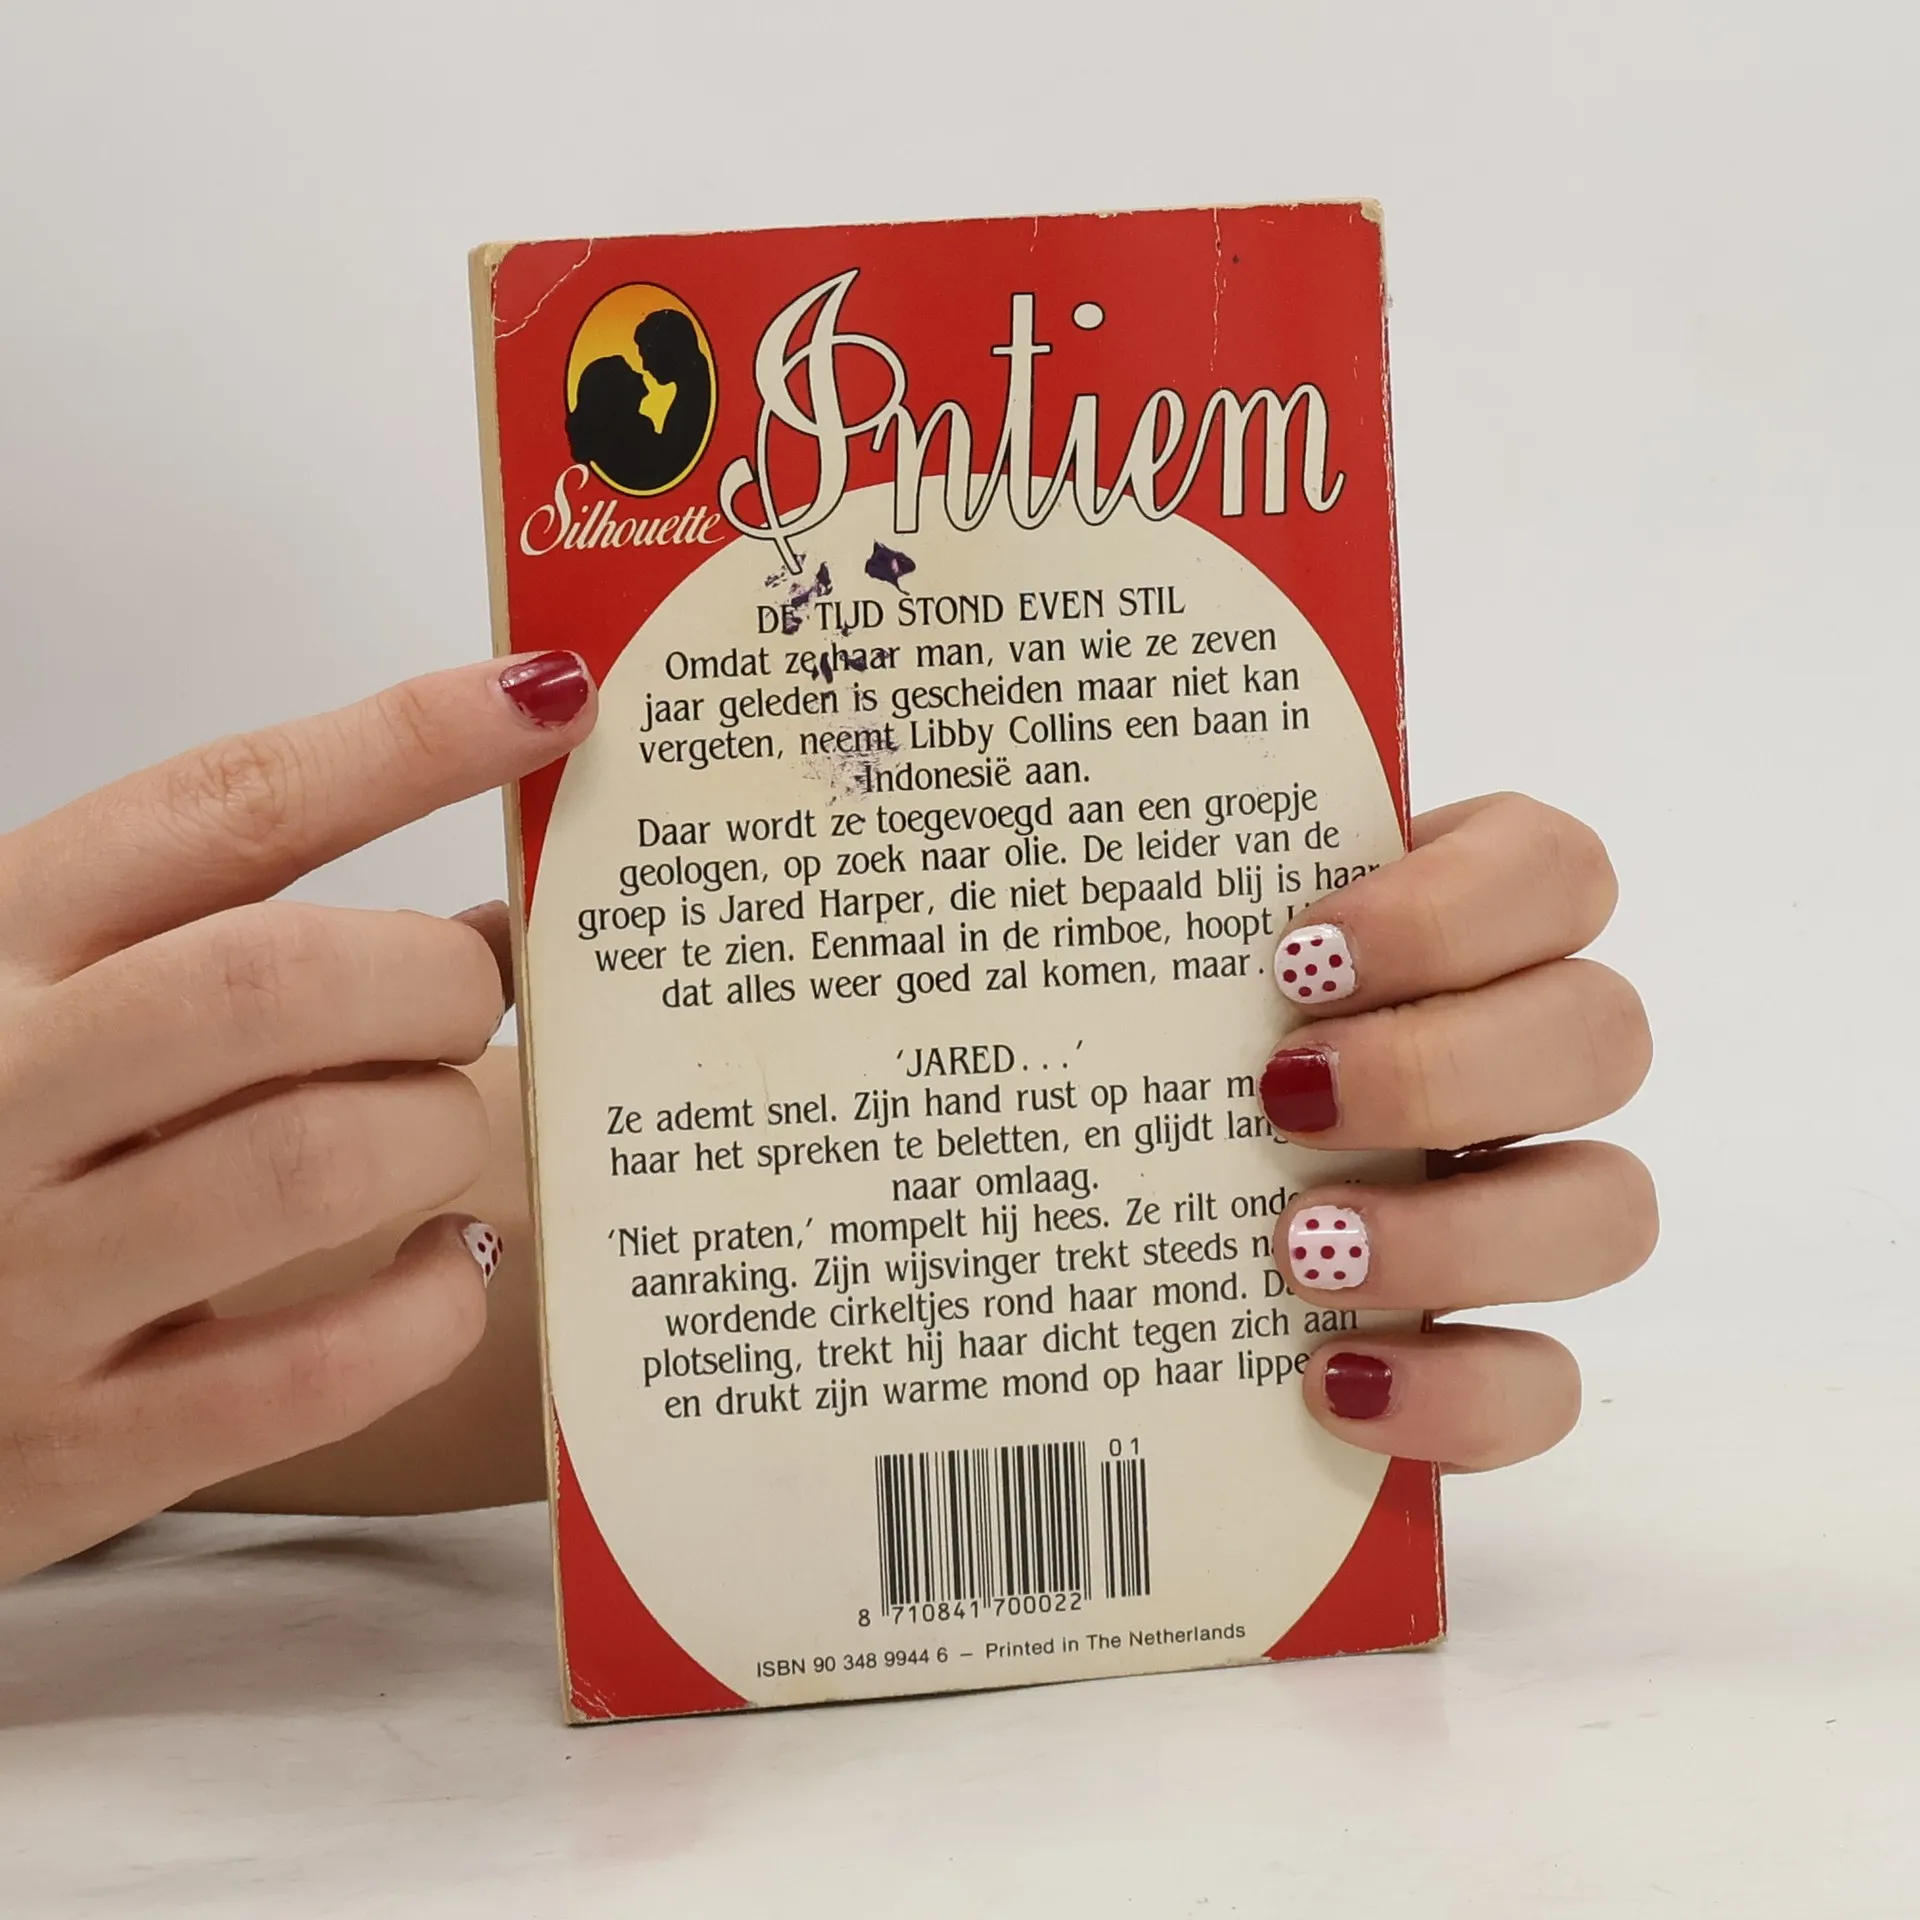 Intiem
Silhouette
DE TIJD STOND EVEN STIL
Omdat ze haar man, van wie ze zeven
jaar geleden is gescheiden maar niet kan
vergeten, neemt Libby Collins een baan in
Indonesië aan.
Daar wordt ze toegevoegd aan een groepje
geologen, op zoek naar olie. De leider van de
groep is Jared Harper, die niet bepaald blij is haar
weer te zien. Eenmaal in de rimboe, hoopt
dat alles weer goed zal komen, maar .
'JARED...'
Ze ademt snel. Zijn hand rust op haar
haar het spreken te beletten, en glijdt
naar omlaag.
'Niet praten,' mompelt hij hees. Ze rilt
aanraking. Zijn wijsvinger trekt steeds
wordende cirkeltjes rond haar mond.
plotseling, trekt hij haar dicht tegen zich aan
en drukt zijn warme mond op haar
01
8 710841 700022
ISBN 90 348 9944 6 — Printed in The Netherlands